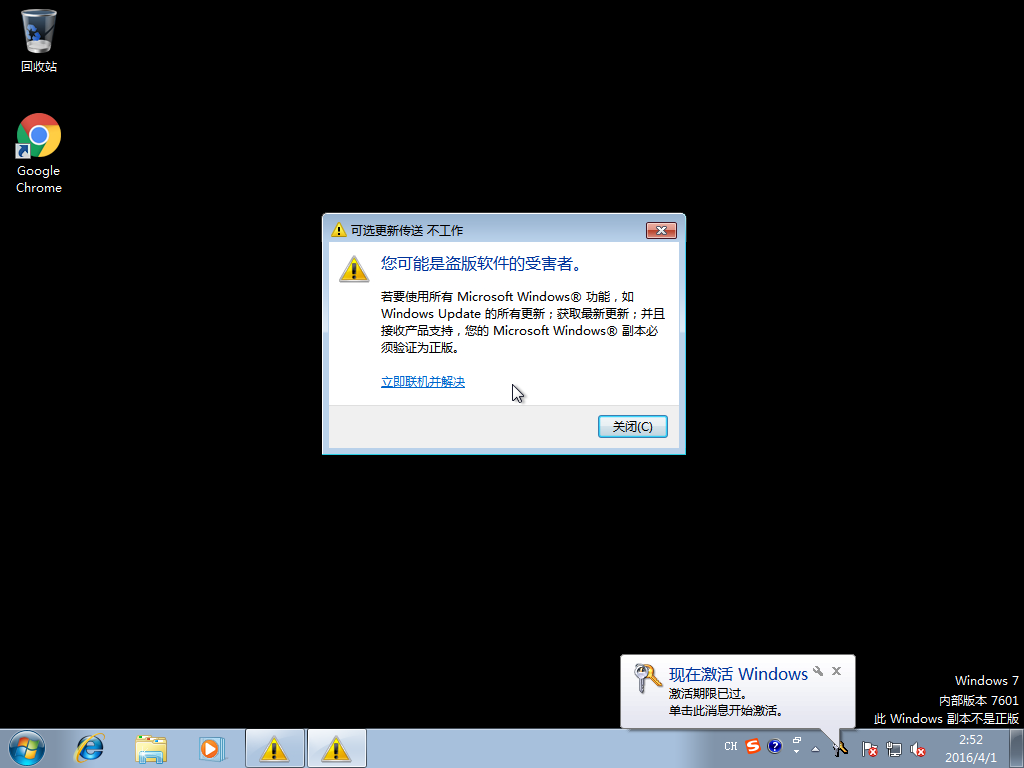 回收站
Google
Chrome
可选更新传送 不工作
您可能是盗版软件的受害者。
若要使用所有 Microsoft Windows® 功能，如
Windows Update 的所有更新；获取最新更新；并且
接收产品支持，您的 Microsoft Windows® 副本必
须验证为正版。
立即联机并解决
关闭(C)
现在激活 Windows
激活期限已过。
单击此消息开始激活。
Windows 7
内部版本 7601
此 Windows 副本不是正版
CH
2:52
2016/4/1